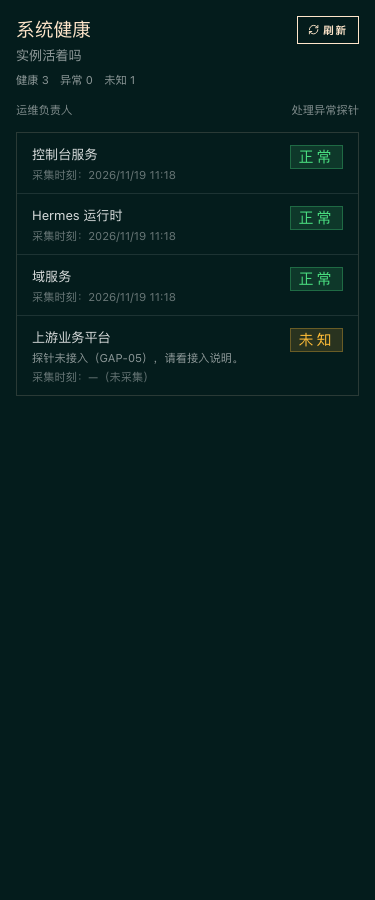 系统健康
刷新
实例活着吗
健康 3 异常 0 未知 1
运维负责人 处理异常探针
控制台服务 正常
采集时刻：2026/11/19 11:18
Hermes 运行时 正常
采集时刻：2026/11/19 11:18
域服务 正常
采集时刻：2026/11/19 11:18
上游业务平台 未知
探针未接入（GAP-05），请看接入说明。
采集时刻：—（未采集）